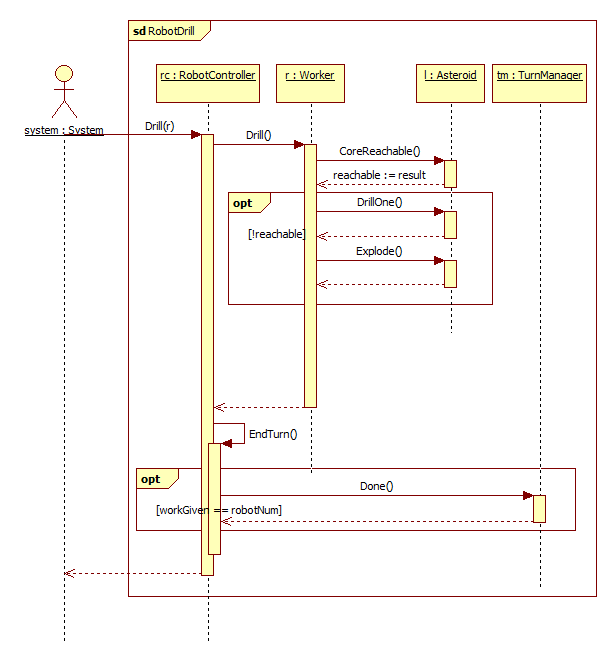 sd RobotDrill
rc : RobotController
r : Worker
l : Asteroid
tm : TurnManager
system : System
Drill(r)
Drill()
CoreReachable()
reachable := result
opt
DrillOne()
[!reachable]
Explode()
EndTurn()
opt
Done()
[workGiven == robotNum]